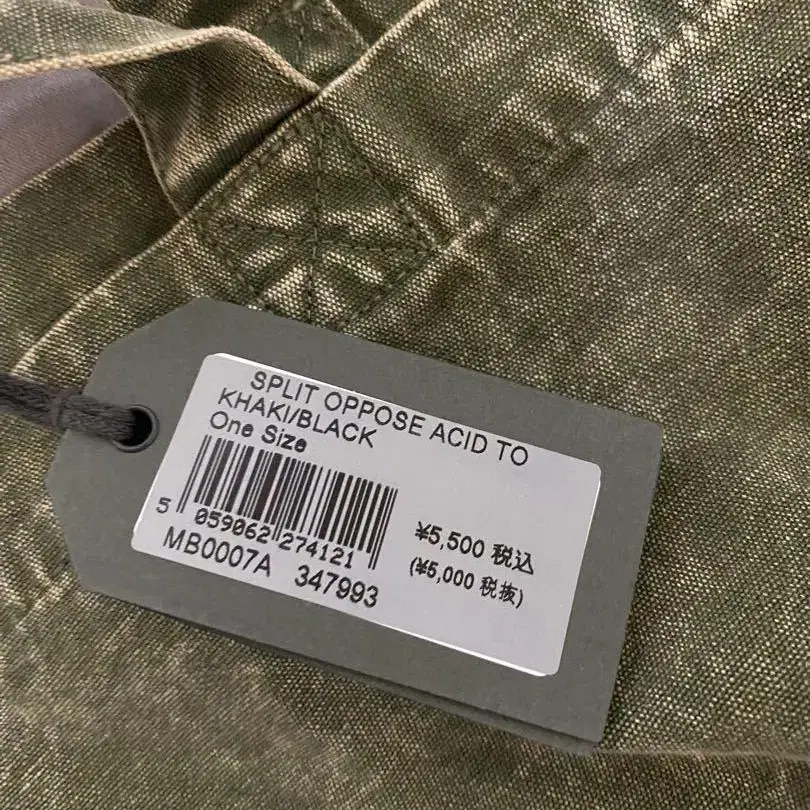 SPLIT OPPOSE ACID TO
KHAKI/BLACK
One Size
5 059062 274121
MB0007A 347993
¥5,500 税込
(¥5,000 税抜)